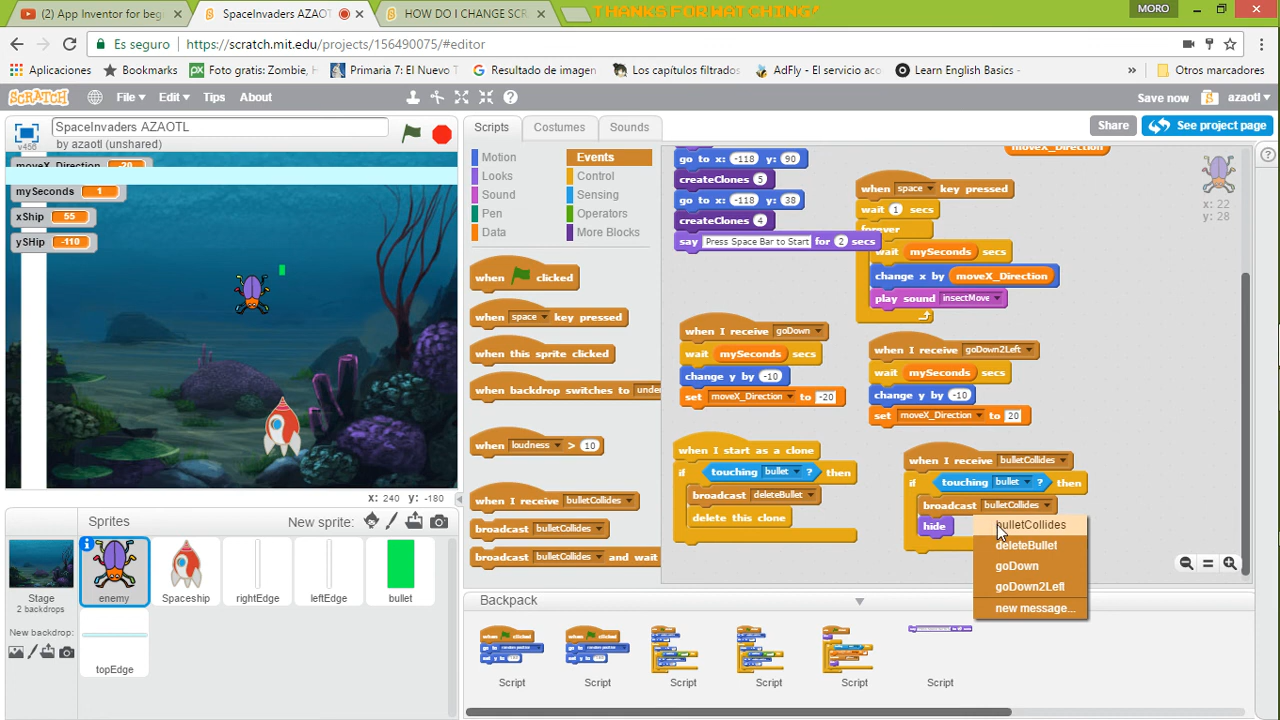 (2) App Inventor for begi
SpaceInvaders AZAOTL
HOW DO I CHANGE SCR
THANKS FOR WATCHING!
MORO
Es seguro
https://scratch.mit.edu/projects/156490075/#editor
Aplicaciones
Bookmarks
Foto gratis: Zombie,
Primaria 7: El Nuevo T
Resultado de imagen
Los capítulos filtrados
AdFly - El servicio aco
Learn English Basics -
»
Otros marcadores
SCRATCH
File
Edit
Tips
About
Save now
azaotl
v456
SpaceInvaders AZAOTL
by azaotl (unshared)
Scripts
Costumes
Sounds
Share
See project page
moveX_Direction -20
mySeconds 1
xShip 55
ySHip -110
x: 240 y: -180
Motion
Looks
Sound
Pen
Data
Events
Control
Sensing
Operators
More Blocks
when clicked
when space key pressed
when this sprite clicked
when backdrop switches to unde
when loudness > 10
when I receive bulletCollides
broadcast bulletCollides
broadcast bulletCollides and wait
go to x: -118 y: 90
createClones 5
go to x: -118 y: 38
createClones 4
say Press Space Bar to Start for 2 secs
moveX_Direction
when space key pressed
wait 1 secs
forever
wait mySeconds secs
change x by moveX_Direction
play sound insectMove
x: 22
y: 28
when I receive goDown
wait mySeconds secs
change y by -10
set moveX_Direction to -20
when I receive goDown2Left
wait mySeconds secs
change y by -10
set moveX_Direction to 20
when I start as a clone
if touching bullet ? then
broadcast deleteBullet
delete this clone
when I receive bulletCollides
if touching bullet ? then
broadcast bulletCollides
hide
bulletCollides
deleteBullet
goDown
goDown2Left
new message...
Sprites
New sprite:
Stage
2 backdrops
New backdrop:
enemy
Spaceship
rightEdge
leftEdge
bullet
topEdge
Backpack
Script
Script
Script
Script
Script
Script